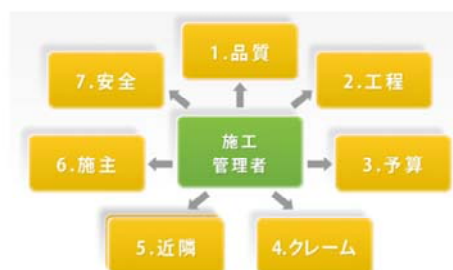 1.品質
2.工程
3.予算
4.クレーム
5.近隣
6.施主
7.安全
施工
管理者